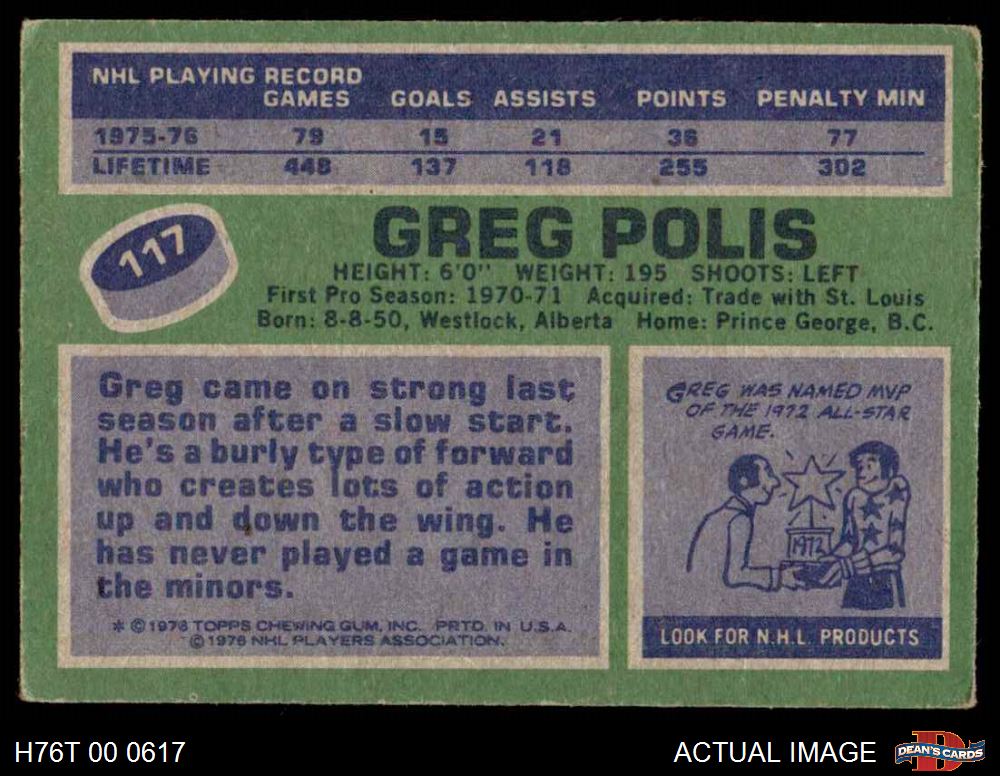 NHL PLAYING RECORD
GAMES GOALS ASSISTS POINTS PENALTY MIN
1975-76 79 15 21 36 77
LIFETIME 448 137 118 255 302
117
GREG POLIS
HEIGHT: 6'0" WEIGHT: 195 SHOOTS: LEFT
First Pro Season: 1970-71 Acquired: Trade with St. Louis
Born: 8-8-50, Westlock, Alberta Home: Prince George, B.C.
Greg came on strong last
season after a slow start.
He's a burly type of forward
who creates lots of action
up and down the wing. He
has never played a game in
the minors.
* © 1976 TOPPS CHEWING GUM, INC. PRTD. IN U.S.A.
© 1976 NHL PLAYERS ASSOCIATION.
GREG WAS NAMED MVP
OF THE 1972 ALL-STAR
GAME.
1972
LOOK FOR N.H.L. PRODUCTS
H76T 00 0617
ACTUAL IMAGE
DEAN'S CARDS